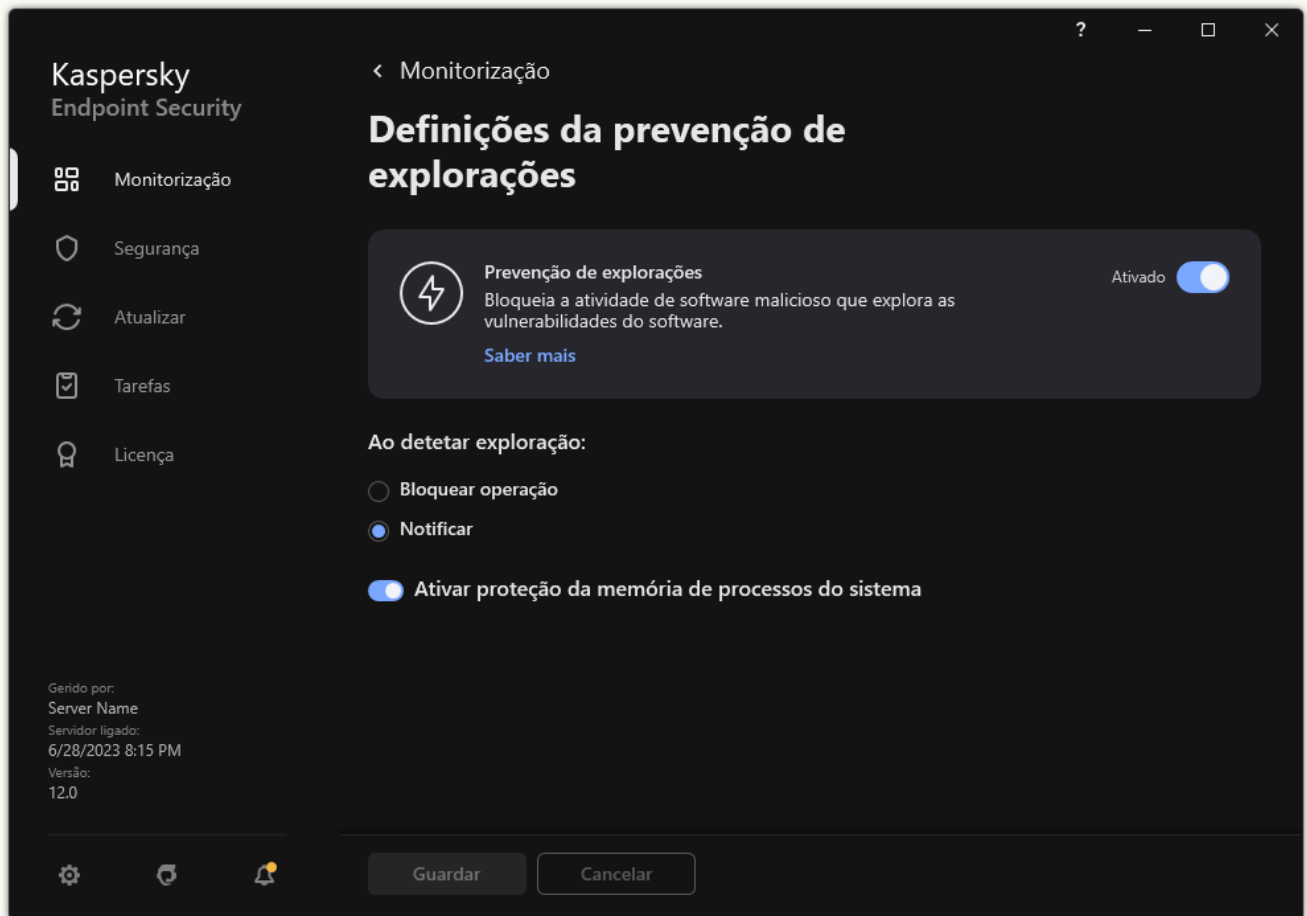 ?
Kaspersky
Endpoint Security
Monitorização
Segurança
Atualizar
Tarefas
Licença
Gerido por:
Server Name
Servidor ligado:
6/28/2023 8:15 PM
Versão:
12.0
Monitorização
Definições da prevenção de
explorações
Prevenção de explorações
Bloqueia a atividade de software malicioso que explora as
vulnerabilidades do software.
Saber mais
Ativado
Ao detetar exploração:
Bloquear operação
Notificar
Ativar proteção da memória de processos do sistema
Guardar
Cancelar